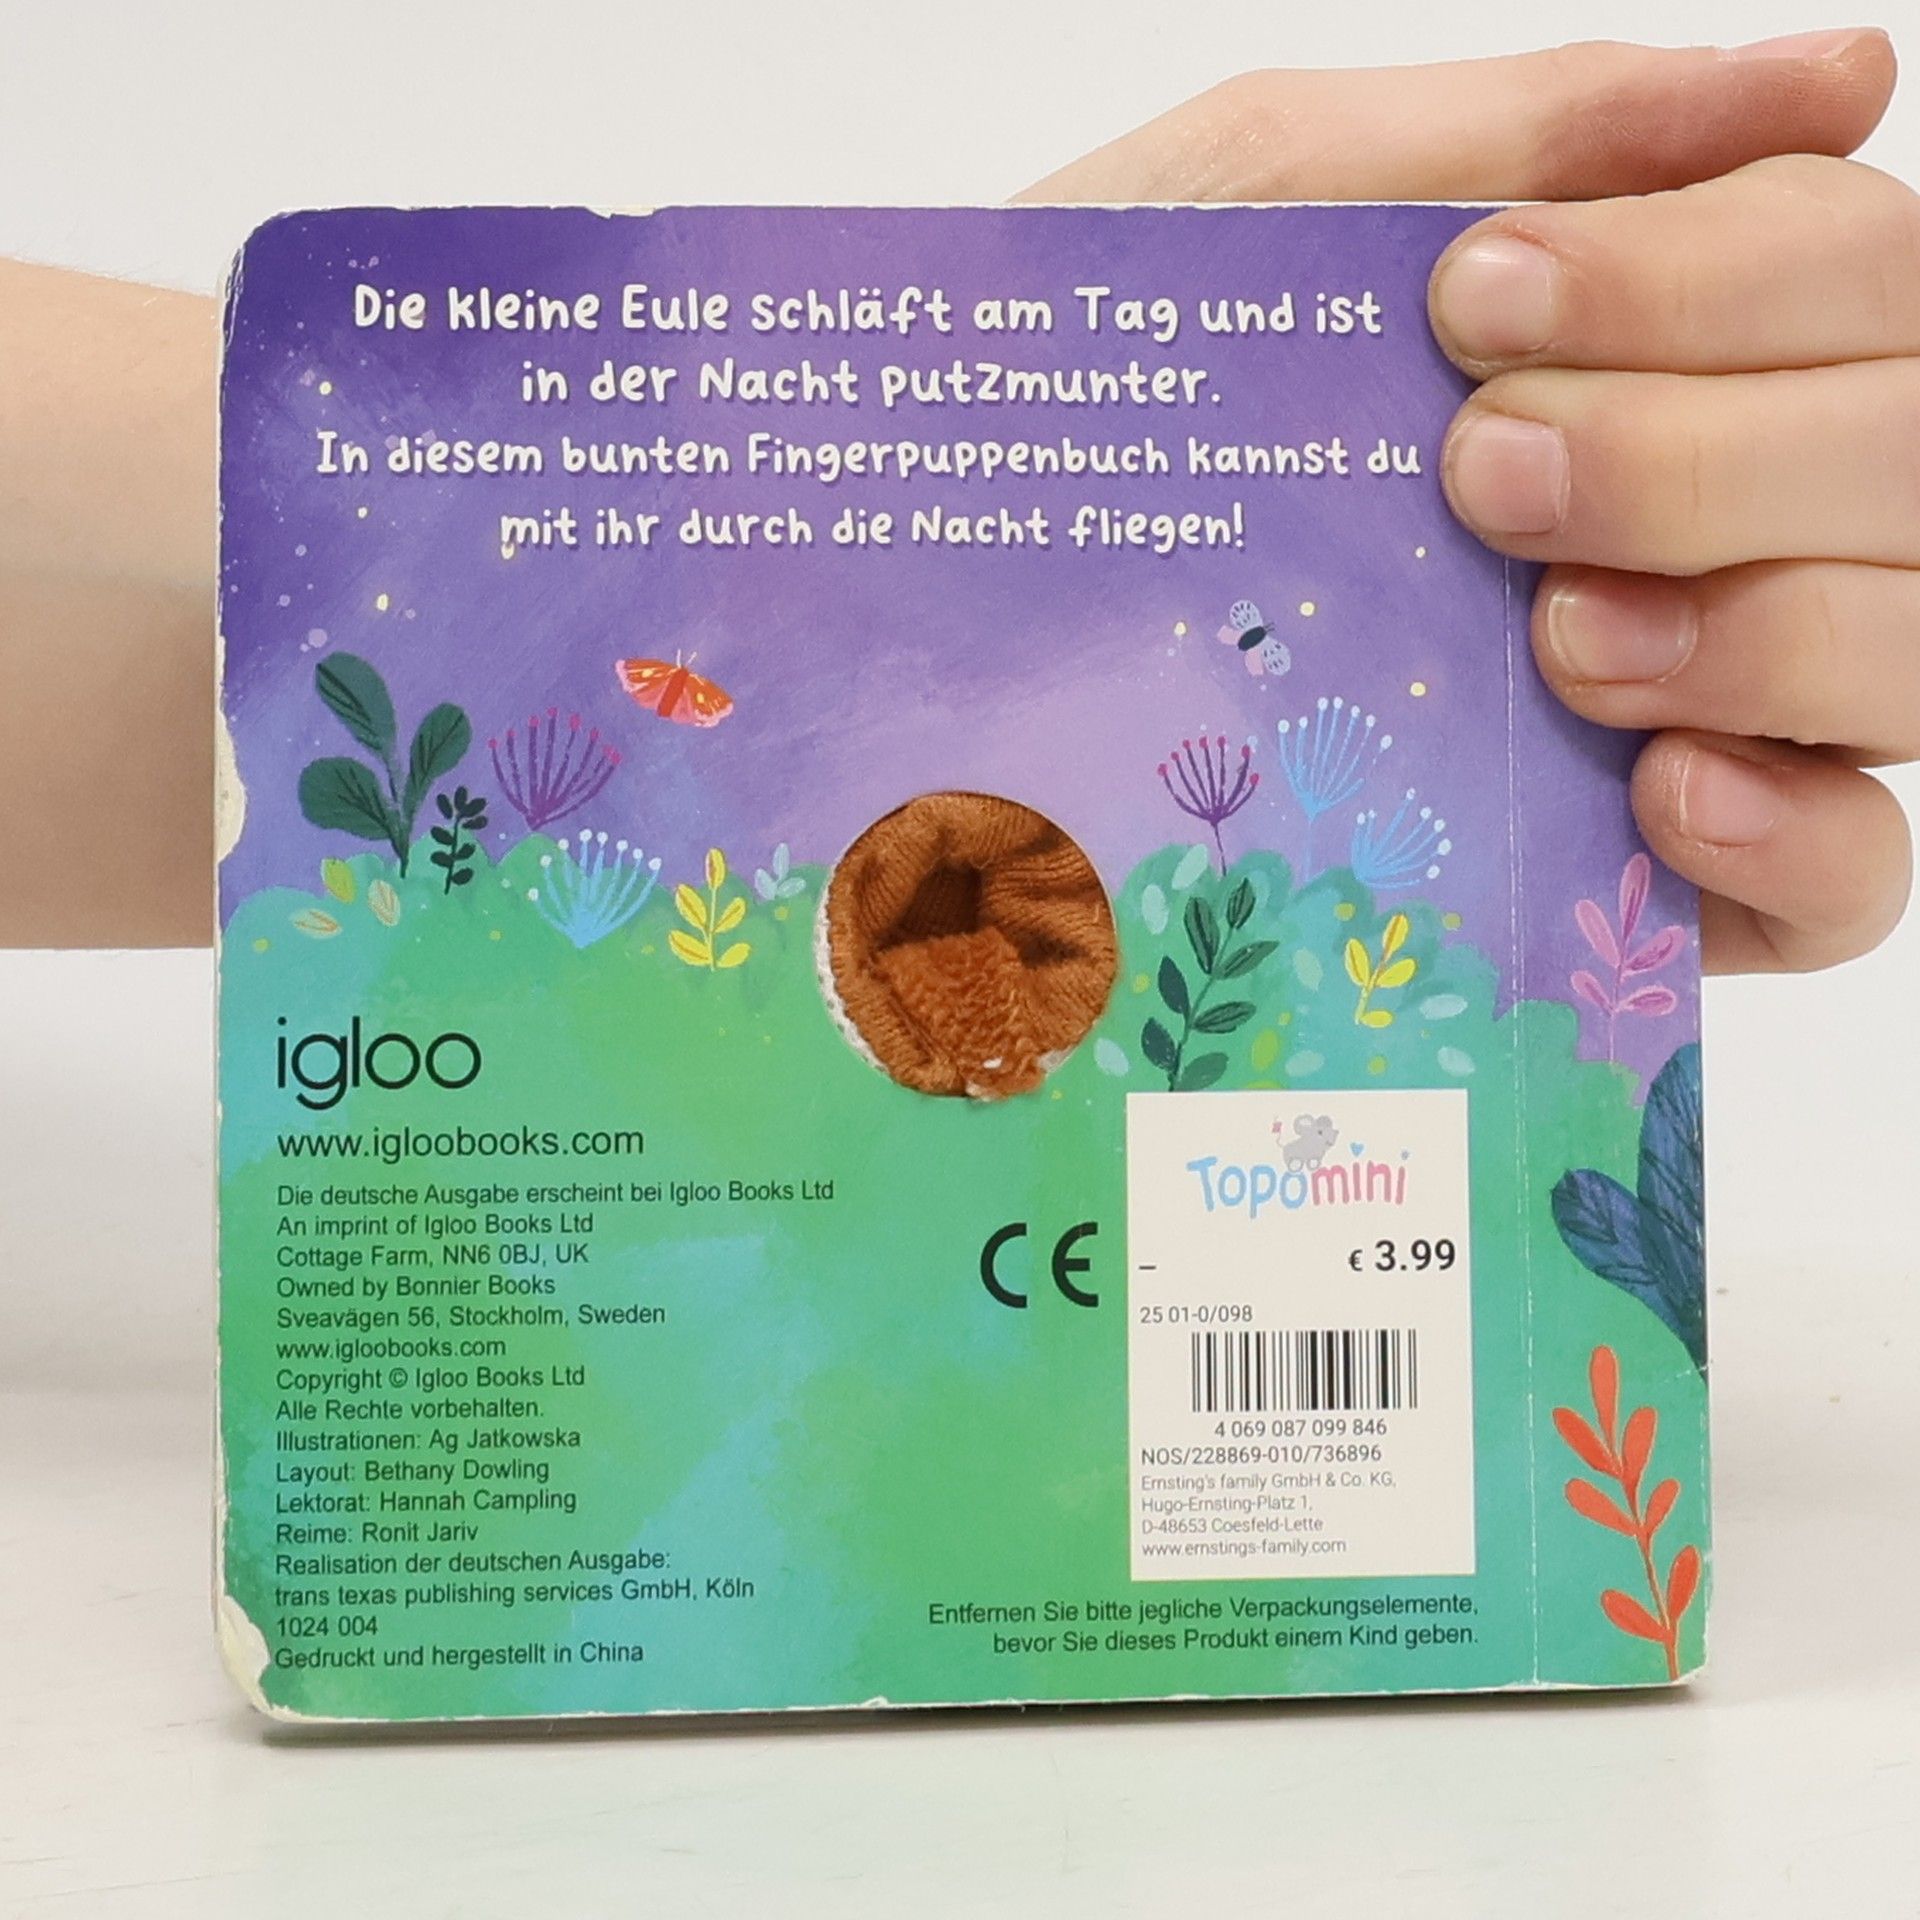 Die kleine Eule schläft am Tag und ist
in der Nacht putzmunter.
In diesem bunten Fingerpuppenbuch kannst du
mit ihr durch die Nacht fliegen!
igloo
www.igloobooks.com
Die deutsche Ausgabe erscheint bei Igloo Books Ltd
An imprint of Igloo Books Ltd
Cottage Farm, NN6 0BJ, UK
Owned by Bonnier Books
Sveavägen 56, Stockholm, Sweden
www.igloobooks.com
Copyright © Igloo Books Ltd
Alle Rechte vorbehalten.
Illustrationen: Ag Jatkowska
Layout: Bethany Dowling
Lektorat: Hannah Campling
Reime: Ronit Jariv
Realisation der deutschen Ausgabe:
trans texas publishing services GmbH, Köln
1024 004
Gedruckt und hergestellt in China
CE
Topomini
– € 3.99
25 01-0/098
4 069 087 099 846
NOS/228869-010/736896
Ernsting's family GmbH & Co. KG,
Hugo-Ernsting-Platz 1,
D-48653 Coesfeld-Lette
www.ernstings-family.com
Entfernen Sie bitte jegliche Verpackungselemente,
bevor Sie dieses Produkt einem Kind geben.